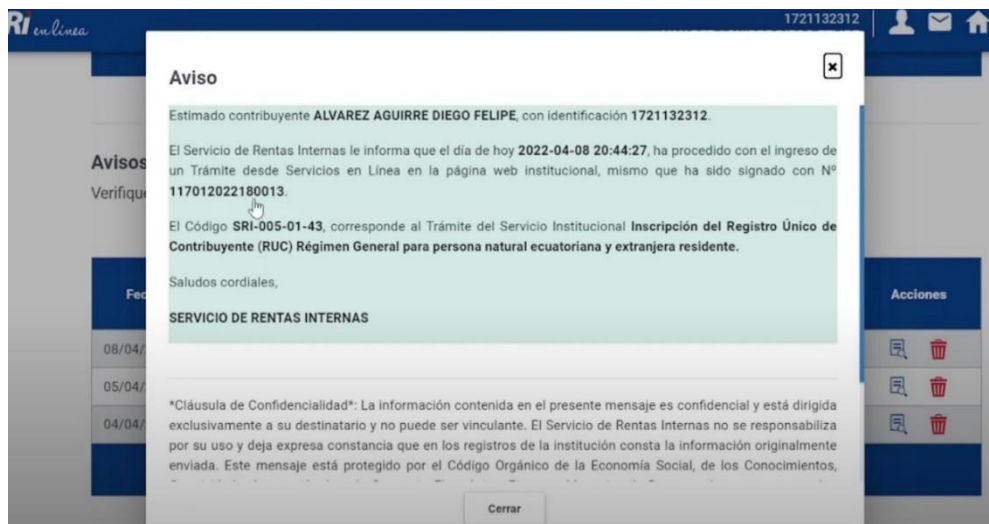 RI en línea
1721132312
Aviso
Estimado contribuyente ALVAREZ AGUIRRE DIEGO FELIPE, con identificación 1721132312.
El Servicio de Rentas Internas le informa que el día de hoy 2022-04-08 20:44:27, ha procedido con el ingreso de
un Trámite desde Servicios en Línea en la página web institucional, mismo que ha sido signado con Nº
117012022180013.
El Código SRI-005-01-43, corresponde al Trámite del Servicio Institucional Inscripción del Registro Único de
Contribuyente (RUC) Régimen General para persona natural ecuatoriana y extranjera residente.
Saludos cordiales,
SERVICIO DE RENTAS INTERNAS
*Cláusula de Confidencialidad*: La información contenida en el presente mensaje es confidencial y está dirigida
exclusivamente a su destinatario y no puede ser vinculante. El Servicio de Rentas Internas no se responsabiliza
por su uso y deja expresa constancia que en los registros de la institución consta la información originalmente
enviada. Este mensaje está protegido por el Código Orgánico de la Economía Social, de los Conocimientos,
Cerrar
Avisos
Verifique
Fec
Acciones
08/04/
05/04/
04/04/